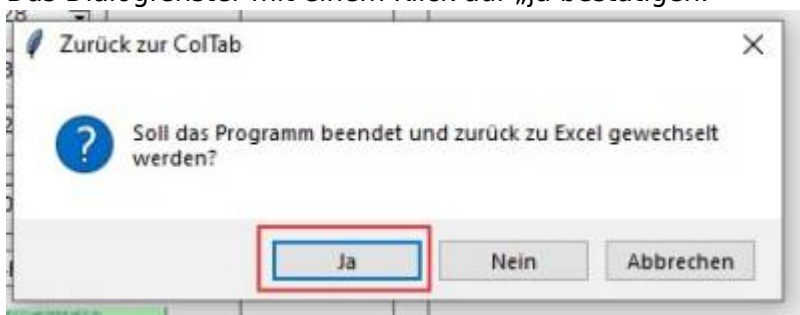 Das Dialogfenster mit einem Klick auf „Ja bestätigen.
Zurück zur ColTab
Soll das Programm beendet und zurück zu Excel gewechselt
werden?
Ja
Nein
Abbrechen